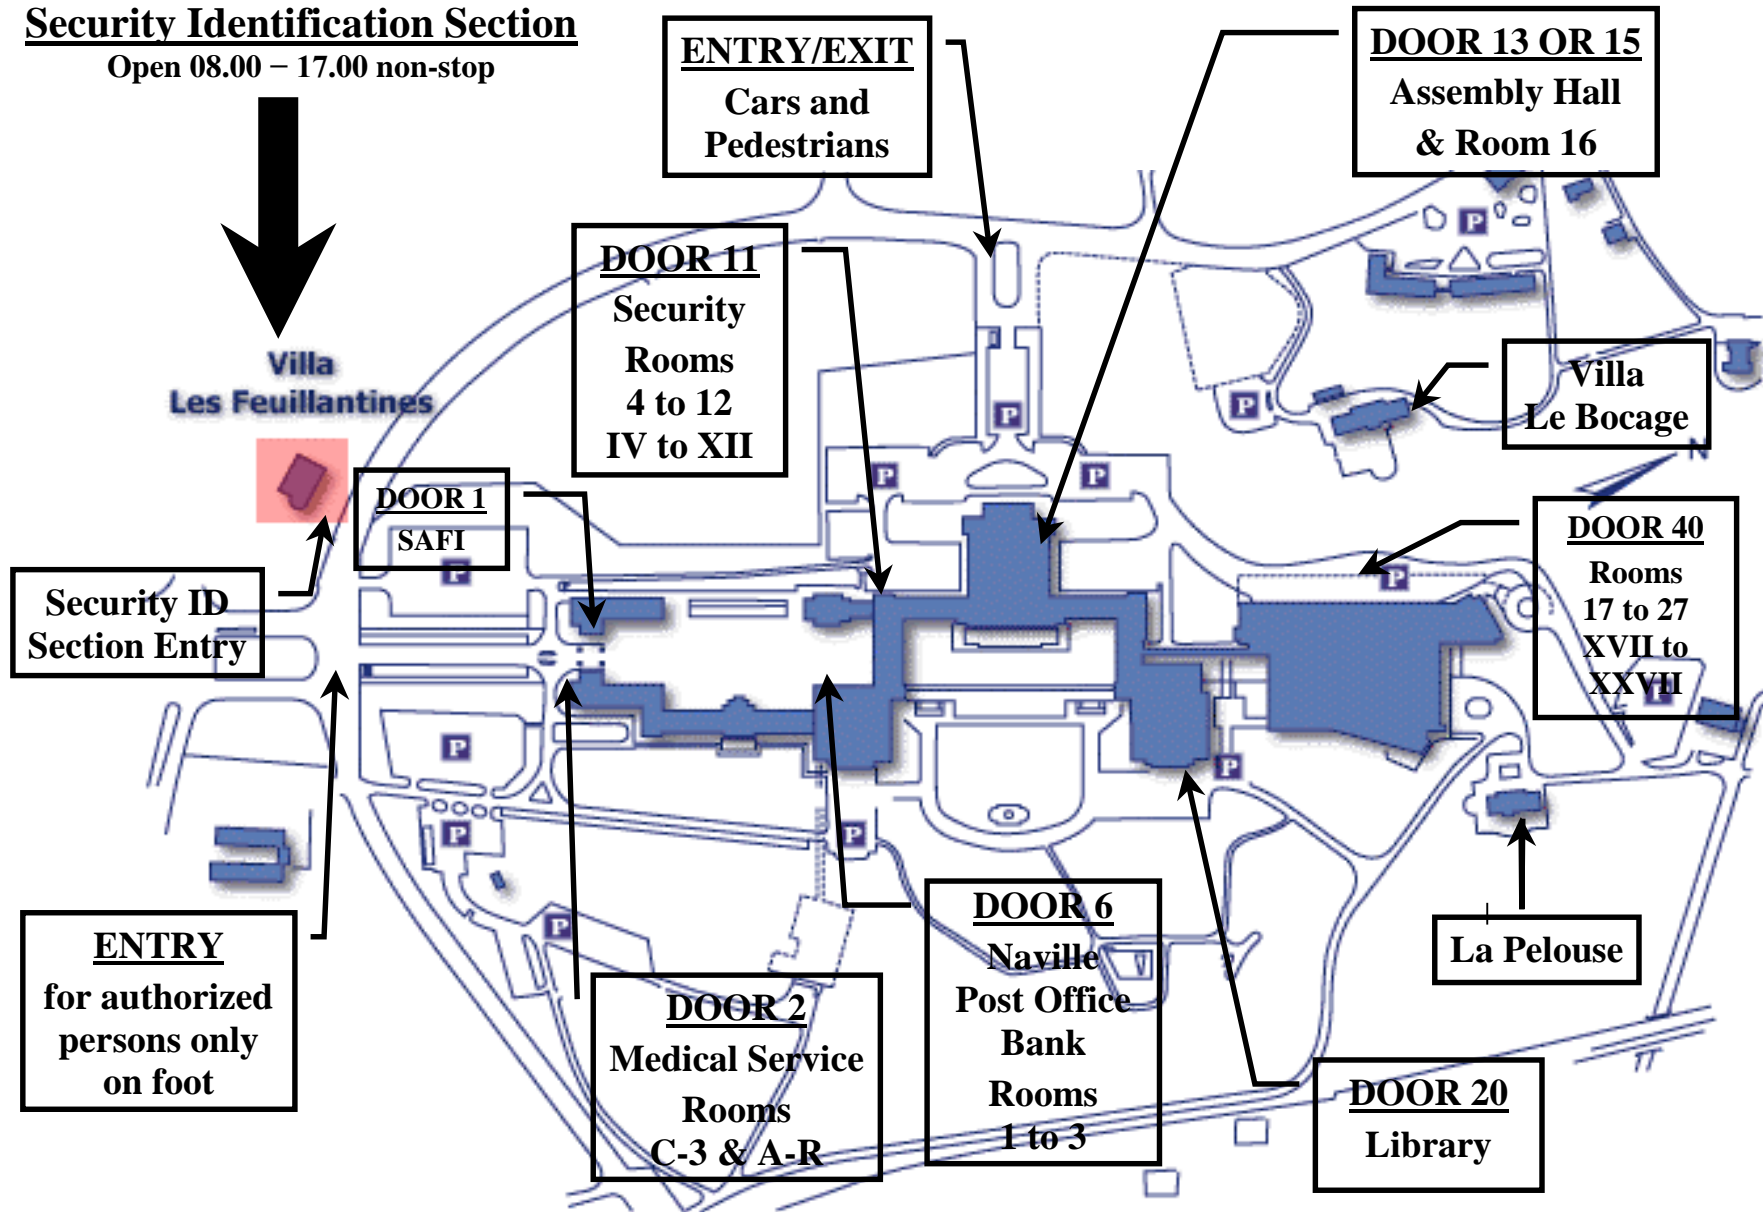 Security Identification Section
Open 08.00 – 17.00 non-stop
ENTRY/EXIT
Cars and
Pedestrians
DOOR 13 OR 15
Assembly Hall
& Room 16
DOOR 11
Security
Rooms
4 to 12
IV to XII
Villa
Les Feuillantines
Villa
Le Bocage
N
DOOR 1
SAFI
DOOR 40
Rooms
17 to 27
XVII to
XXVII
Security ID
Section Entry
ENTRY
for authorized
persons only
on foot
DOOR 2
Medical Service
Rooms
C-3 & A-R
DOOR 6
Naville
Post Office
Bank
Rooms
1 to 3
La Pelouse
DOOR 20
Library
P
P
P
P
P
P
P
P
P
P
P
P
P